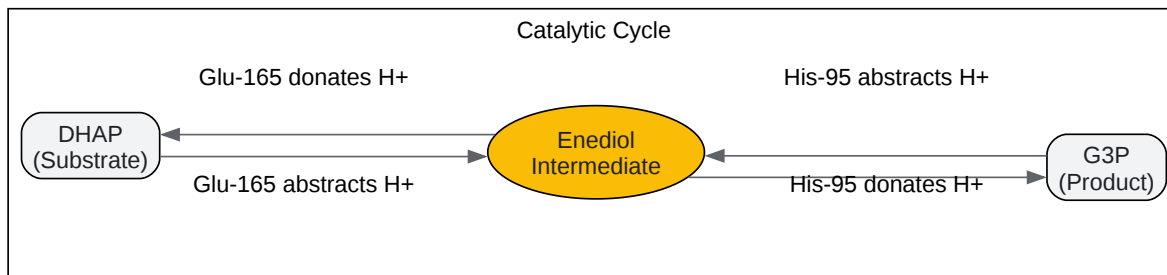 Catalytic Cycle
Glu-165 donates H+
His-95 abstracts H+
DHAP
(Substrate)
Enediol
Intermediate
G3P
(Product)
Glu-165 abstracts H+
His-95 donates H+